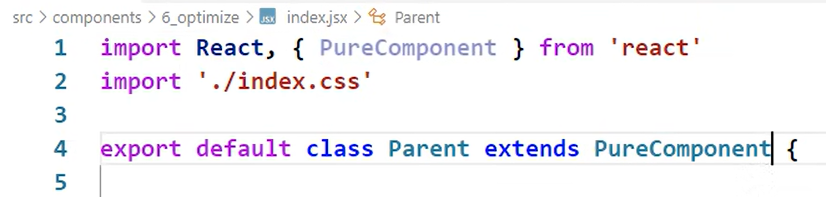 src > components > 6_optimize > JSX index.jsx > Parent
1 import React, { PureComponent } from 'react'
2 import './index.css'
3
4 export default class Parent extends PureComponent {
5